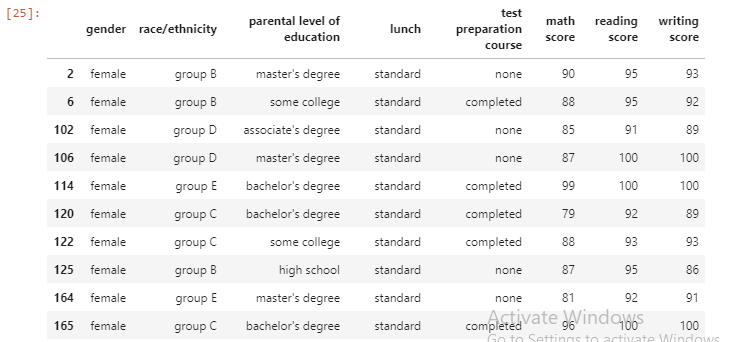 [25]:
gender race/ethnicity parental level of education lunch test preparation course math score reading score writing score
2 female group B master's degree standard none 90 95 93
6 female group B some college standard completed 88 95 92
102 female group D associate's degree standard none 85 91 89
106 female group D master's degree standard none 87 100 100
114 female group E bachelor's degree standard completed 99 100 100
120 female group C bachelor's degree standard completed 79 92 89
122 female group C some college standard completed 88 93 93
125 female group B high school standard none 87 95 86
164 female group E master's degree standard none 81 92 91
165 female group C bachelor's degree standard completed 96 100 100
Activate Windows
Go to Settings to activate Windows